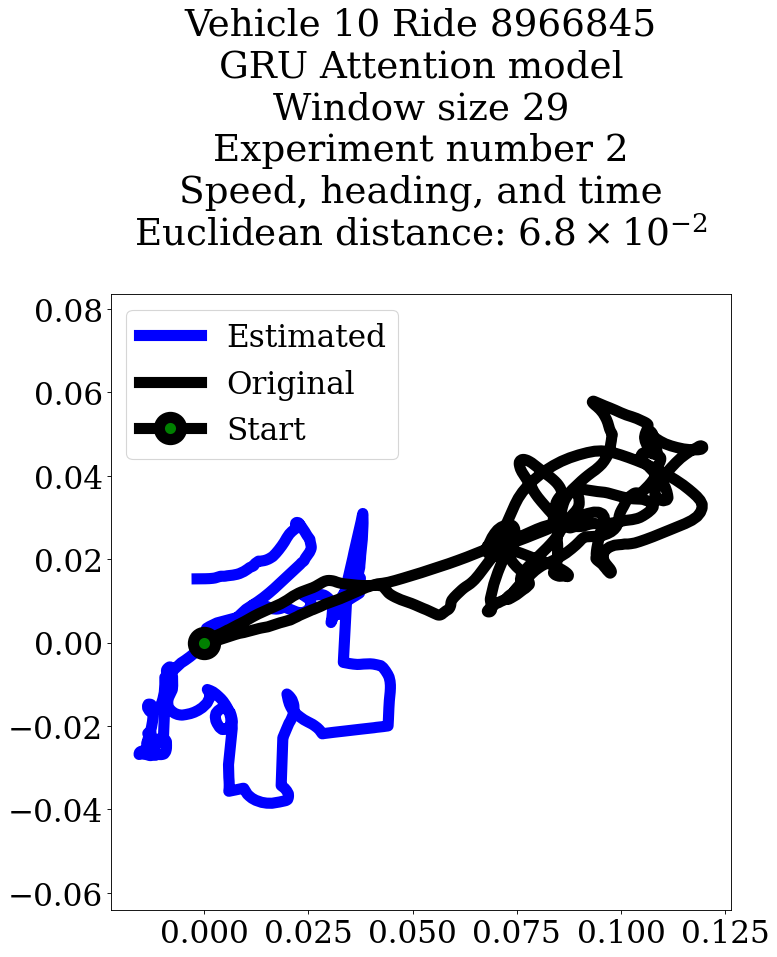 Vehicle 10 Ride 8966845
GRU Attention model
Window size 29
Experiment number 2
Speed, heading, and time
Euclidean distance: 6.8 × 10⁻²
Estimated
Original
Start
0.08
0.06
0.04
0.02
0.00
−0.02
−0.04
−0.06
0.000 0.025 0.050 0.075 0.100 0.125